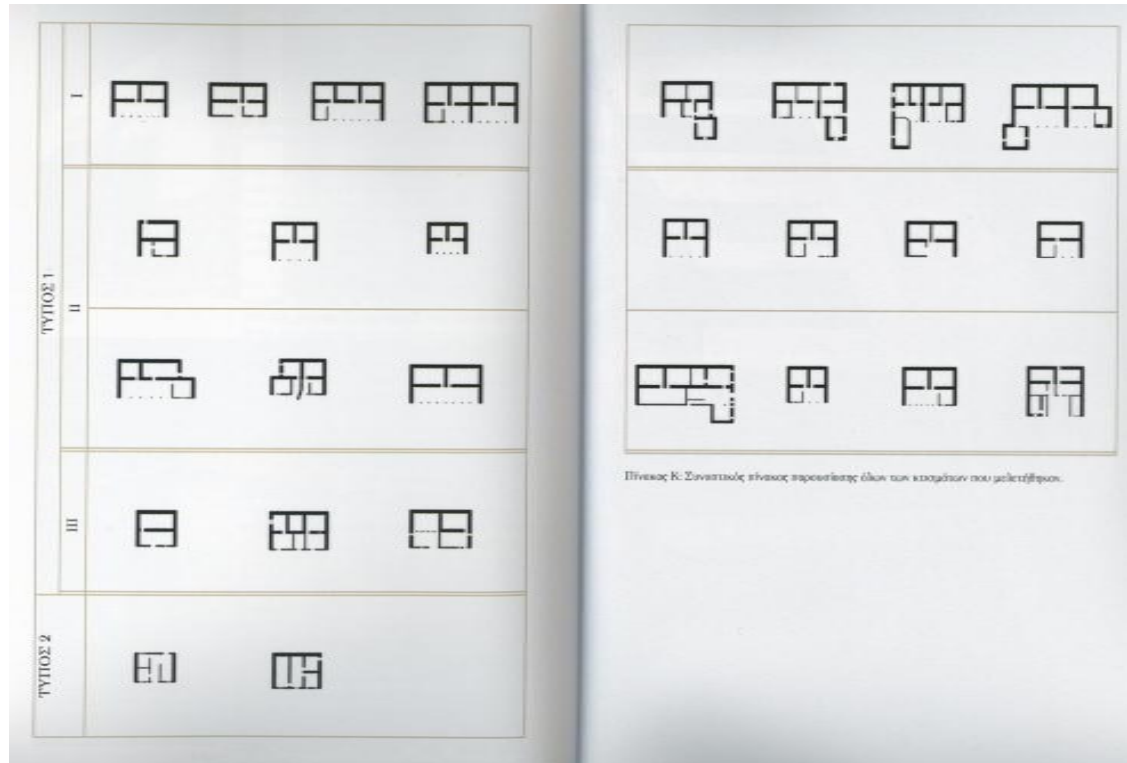 ΤΥΠΟΣ 1
I
II
III
ΤΥΠΟΣ 2
Πίνακας Κ: Συνοπτικός πίνακας παρουσίασης όλων των κτισμάτων που μελετήθηκαν.